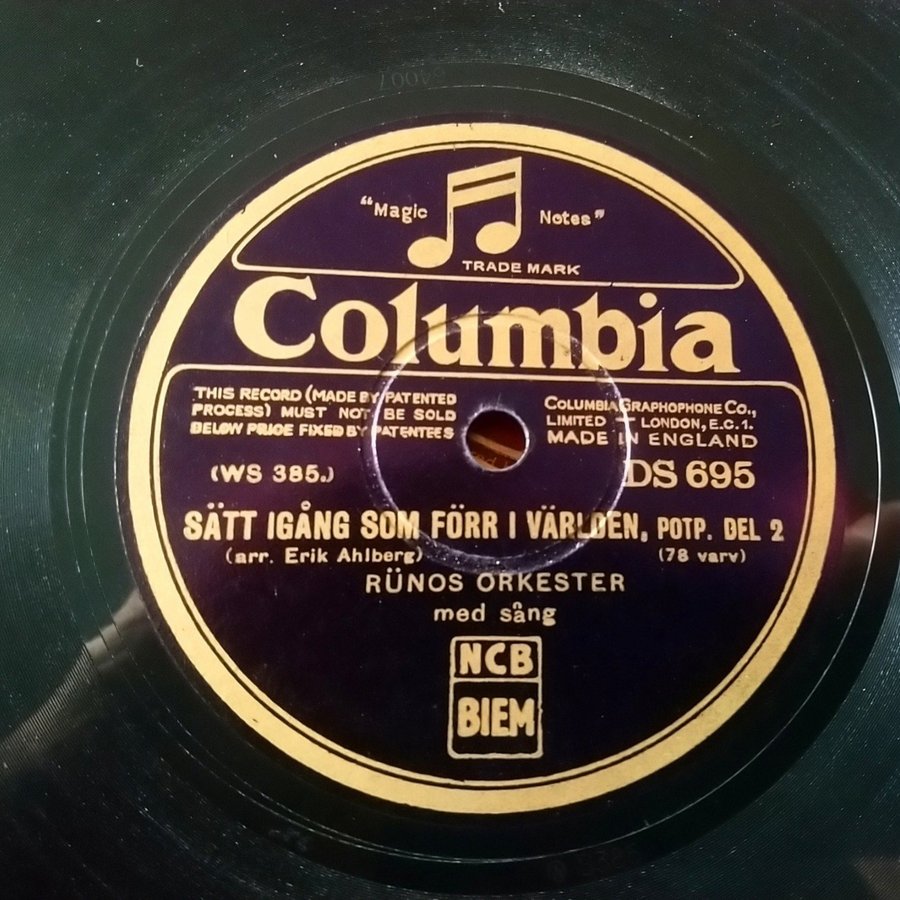 "Magic Notes"
TRADE MARK
Columbia
THIS RECORD (MADE BY PATENTED
PROCESS) MUST NOT BE SOLD
BELOW PRICE FIXED BY PATENTEES
COLUMBIA GRAPHOPHONE CO.,
LIMITED LONDON, E.C.1.
MADE IN ENGLAND
(WS 385.)
DS 695
SÄTT IGÅNG SOM FÖRR I VÄRLDEN, POTP. DEL 2
(arr. Erik Ahlberg) (78 varv)
RÜNOS ORKESTER
med sång
NCB
BIEM